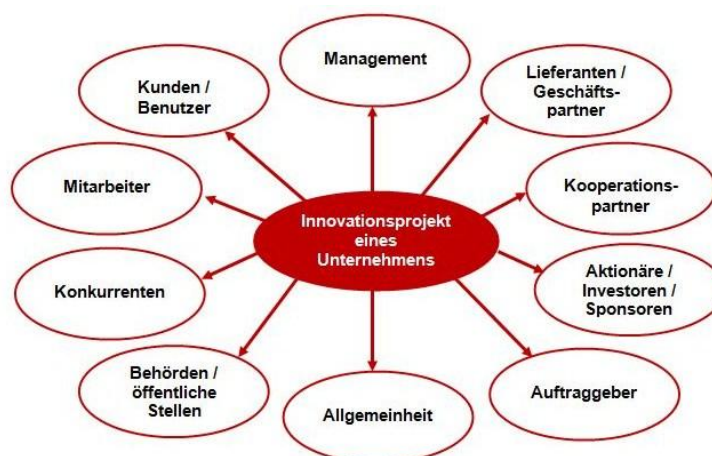 Management
Lieferanten /
Geschäfts-
partner
Kooperations-
partner
Aktionäre /
Investoren /
Sponsoren
Auftraggeber
Allgemeinheit
Behörden /
öffentliche
Stellen
Konkurrenten
Mitarbeiter
Kunden /
Benutzer
Innovationsprojekt
eines
Unternehmens